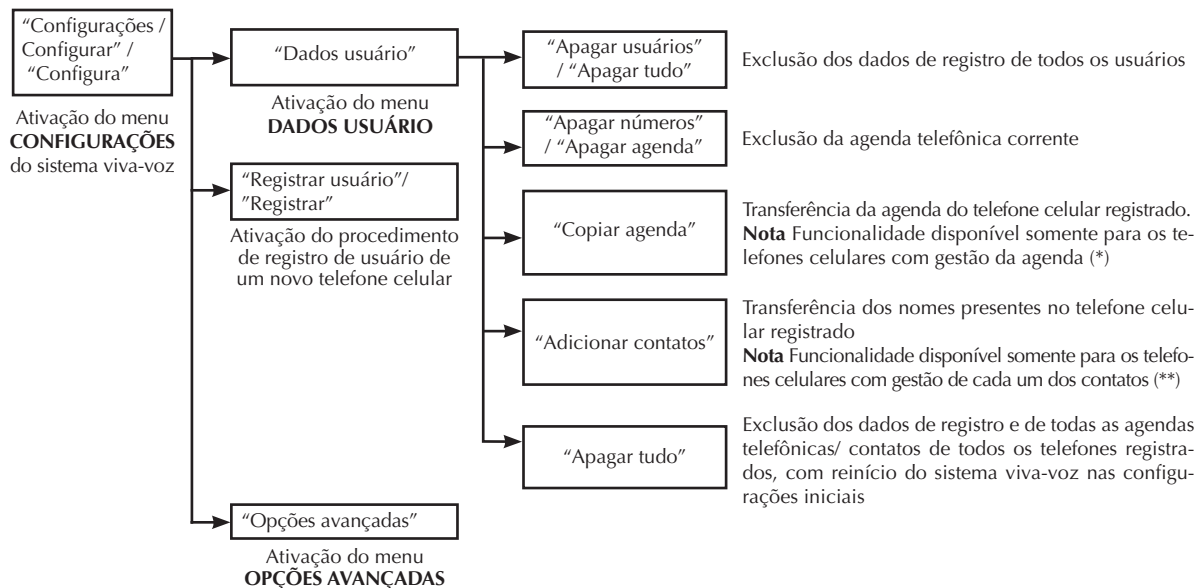 “Configurações /
Configurar” /
“Configura”
Ativação do menu
CONFIGURAÇÕES
do sistema viva-voz
“Dados usuário”
Ativação do menu
DADOS USUÁRIO
“Registrar usuário”/
”Registrar”
Ativação do procedimento
de registro de usuário de
um novo telefone celular
“Opções avançadas”
Ativação do menu
OPÇÕES AVANÇADAS
“Apagar usuários”
/ “Apagar tudo”
Exclusão dos dados de registro de todos os usuários
“Apagar números”
/ “Apagar agenda”
Exclusão da agenda telefônica corrente
“Copiar agenda”
Transferência da agenda do telefone celular registrado.
Nota Funcionalidade disponível somente para os te-
lefones celulares com gestão da agenda (*)
“Adicionar contatos”
Transferência dos nomes presentes no telefone celu-
lar registrado
Nota Funcionalidade disponível somente para os telefo-
nes celulares com gestão de cada um dos contatos (**)
“Apagar tudo”
Exclusão dos dados de registro e de todas as agendas
telefônicas/ contatos de todos os telefones registra-
dos, com reinício do sistema viva-voz nas configu-
rações iniciais